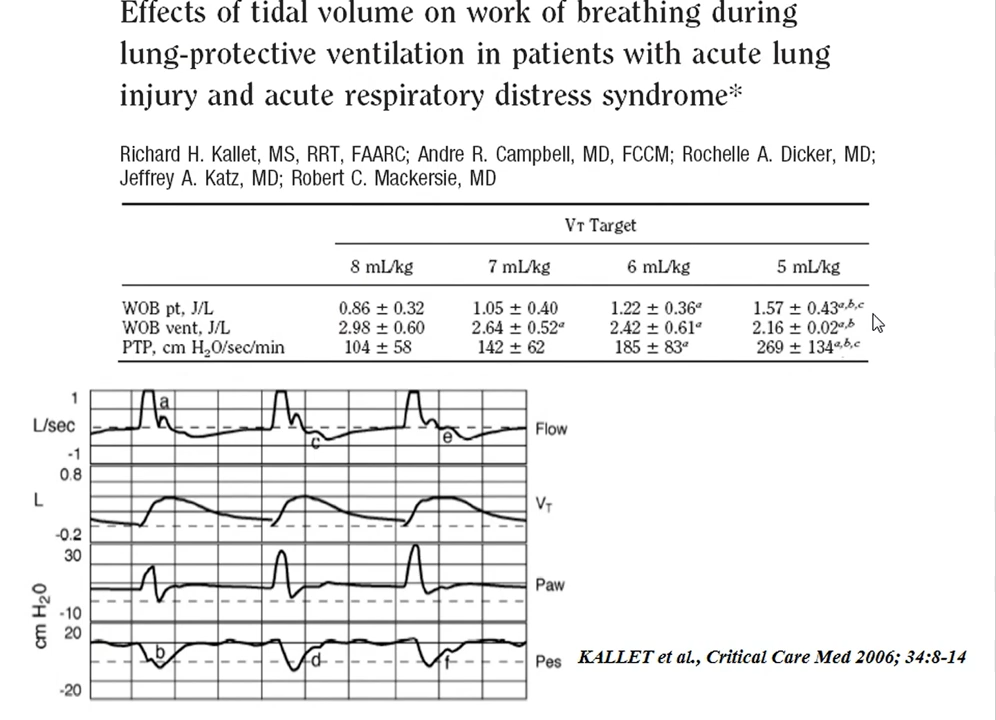 Effects of tidal volume on work of breathing during
lung-protective ventilation in patients with acute lung
injury and acute respiratory distress syndrome*
Richard H. Kallet, MS, RRT, FAARC; Andre R. Campbell, MD, FCCM; Rochelle A. Dicker, MD;
Jeffrey A. Katz, MD; Robert C. Mackersie, MD
VT Target
8 mL/kg 7 mL/kg 6 mL/kg 5 mL/kg
WOB pt, J/L 0.86 ± 0.32 1.05 ± 0.40 1.22 ± 0.36a 1.57 ± 0.43a,b,c
WOB vent, J/L 2.98 ± 0.60 2.64 ± 0.52a 2.42 ± 0.61a 2.16 ± 0.02a,b
PTP, cm H2O/sec/min 104 ± 58 142 ± 62 185 ± 83a 269 ± 134a,b,c
1
a
L/sec
c
e
Flow
-1
0.8
L
VT
-0.2
30
Paw
cm H2O
-10
20
b
d
f
Pes
-20
KALLET et al., Critical Care Med 2006; 34:8-14